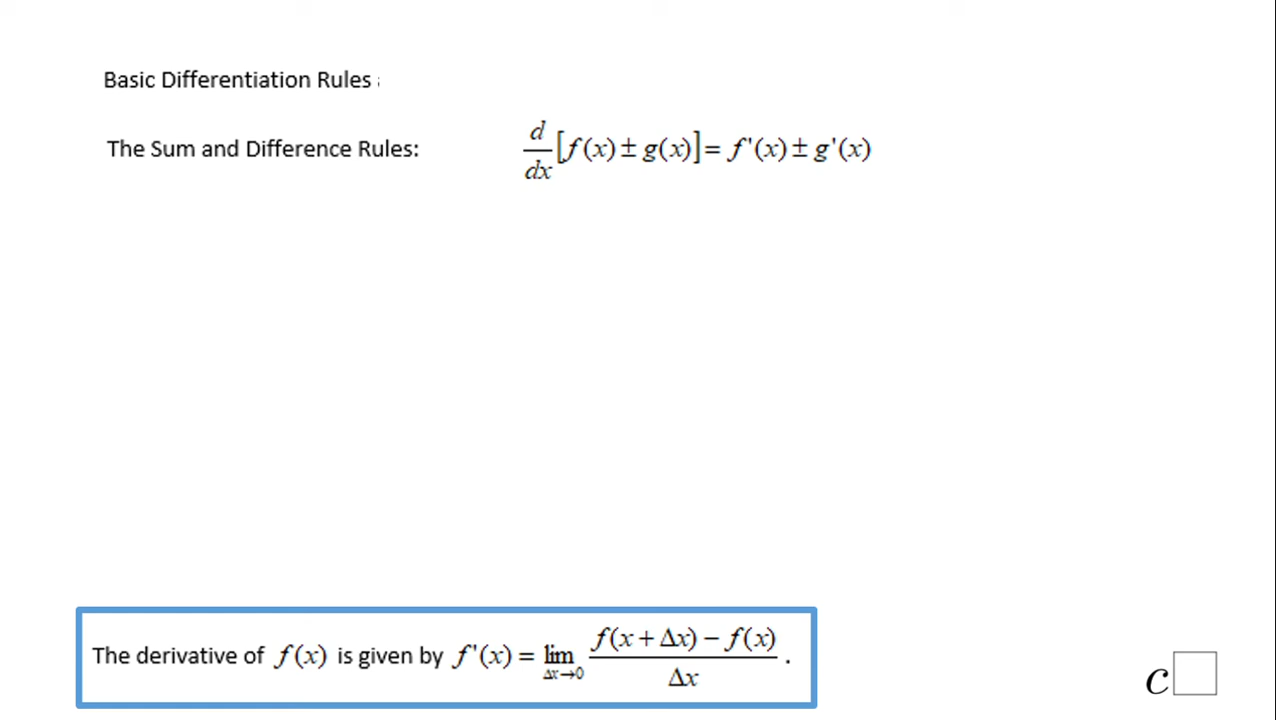 Basic Differentiation Rules
The Sum and Difference Rules: d/dx [f(x) ± g(x)] = f'(x) ± g'(x)
The derivative of f(x) is given by f'(x) = lim Δx→0 (f(x + Δx) − f(x))/Δx .
c